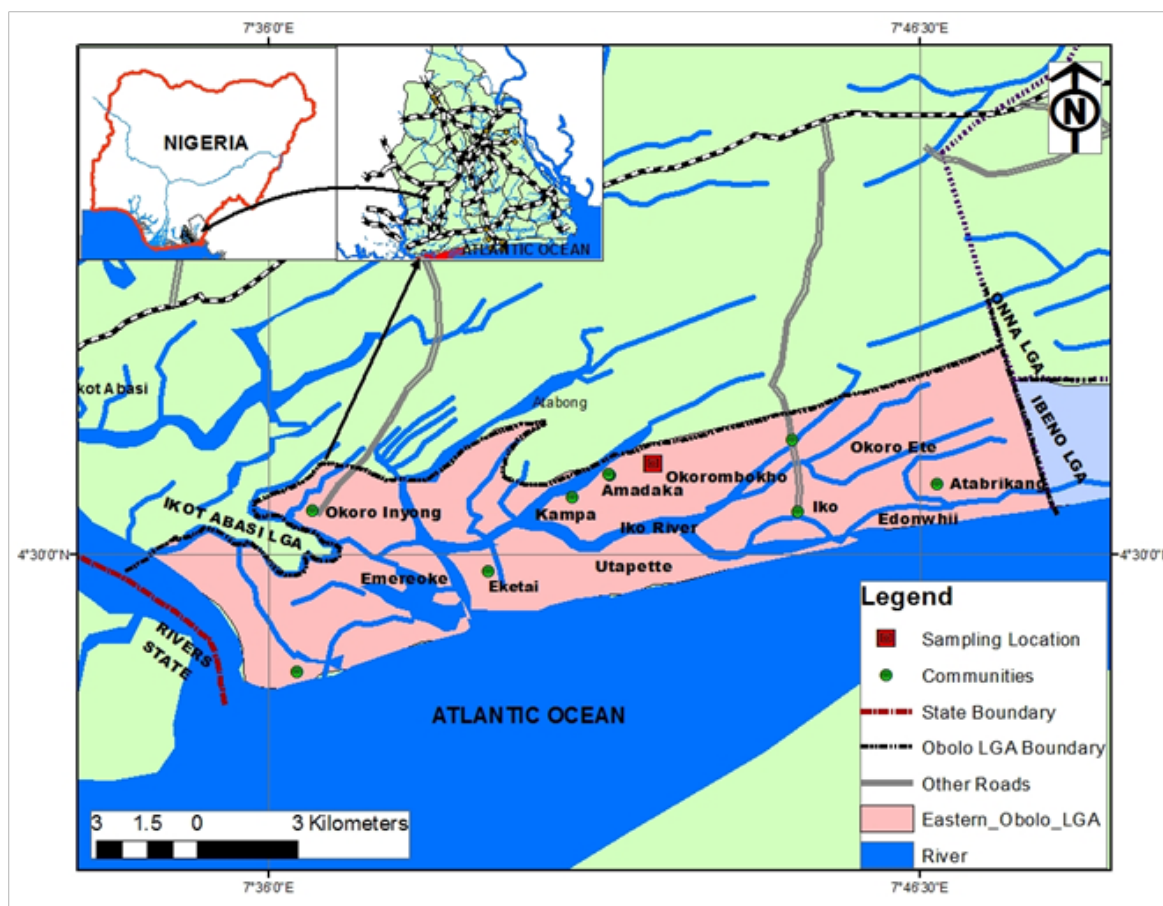 7°36'0"E
7°46'30"E
NIGERIA
ATLANTIC OCEAN
N
ONNA LGA
IBENO LGA
kot Abasi
Atabong
Okoro Ete
Okorombokho
Amadaka
Atabrikang
Kampa
Iko
Okoro Inyong
Iko River
Edonwhii
IKOT ABASI LGA
4°30'0"N
4°30'0"N
Emereoke
Eketai
Utapette
RIVERS
STATE
ATLANTIC OCEAN
Legend
Sampling Location
Communities
State Boundary
Obolo LGA Boundary
Other Roads
Eastern_Obolo_LGA
River
3 1.5 0 3 Kilometers
7°36'0"E
7°46'30"E